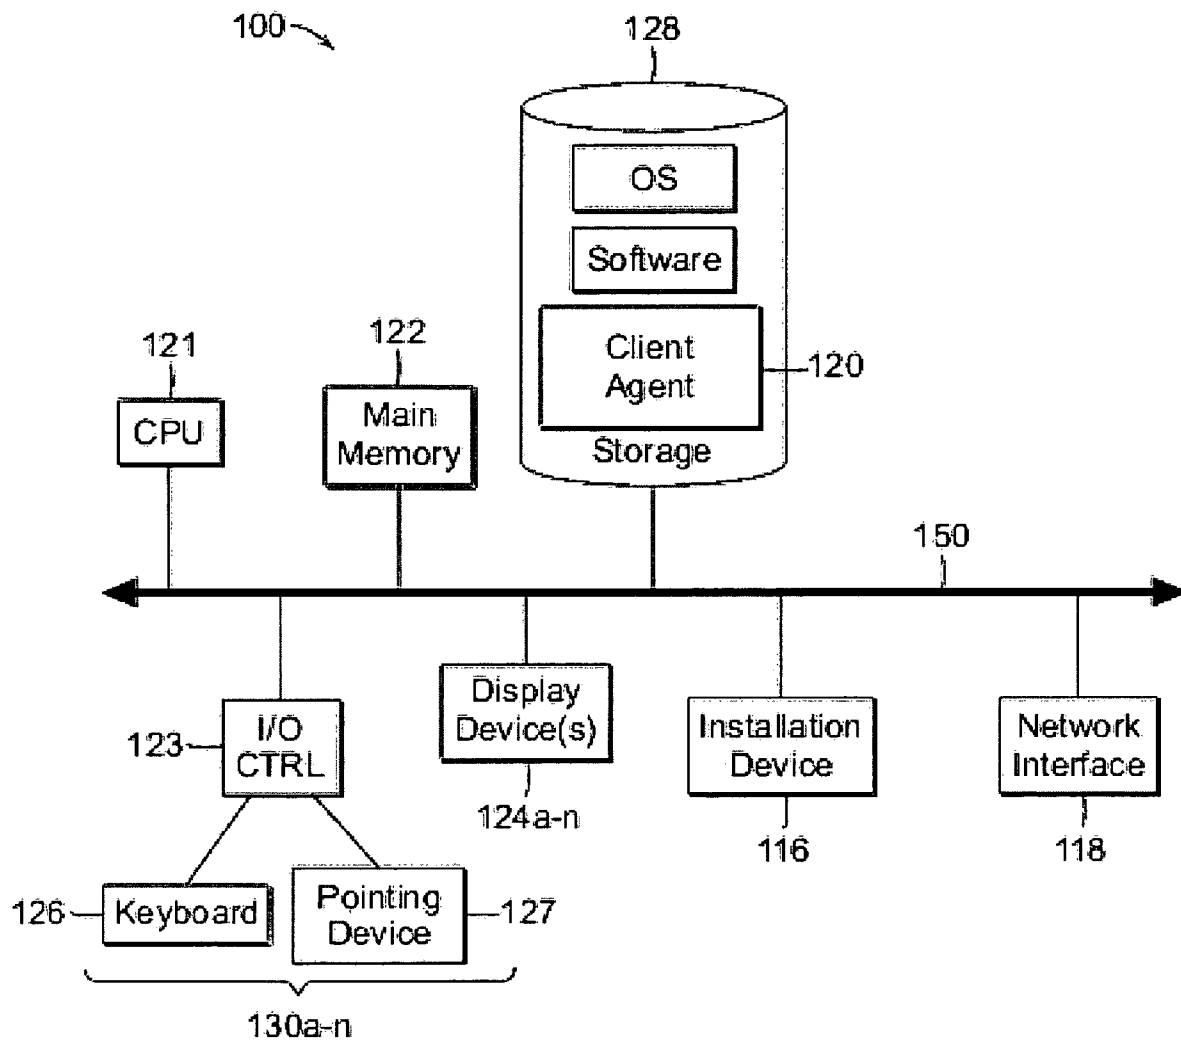 100
128
OS
Software
Client
Agent
120
Storage
121
CPU
122
Main
Memory
150
I/O
CTRL
123
Display
Device(s)
124a-n
Installation
Device
116
Network
Interface
118
126
Keyboard
Pointing
Device
127
130a-n